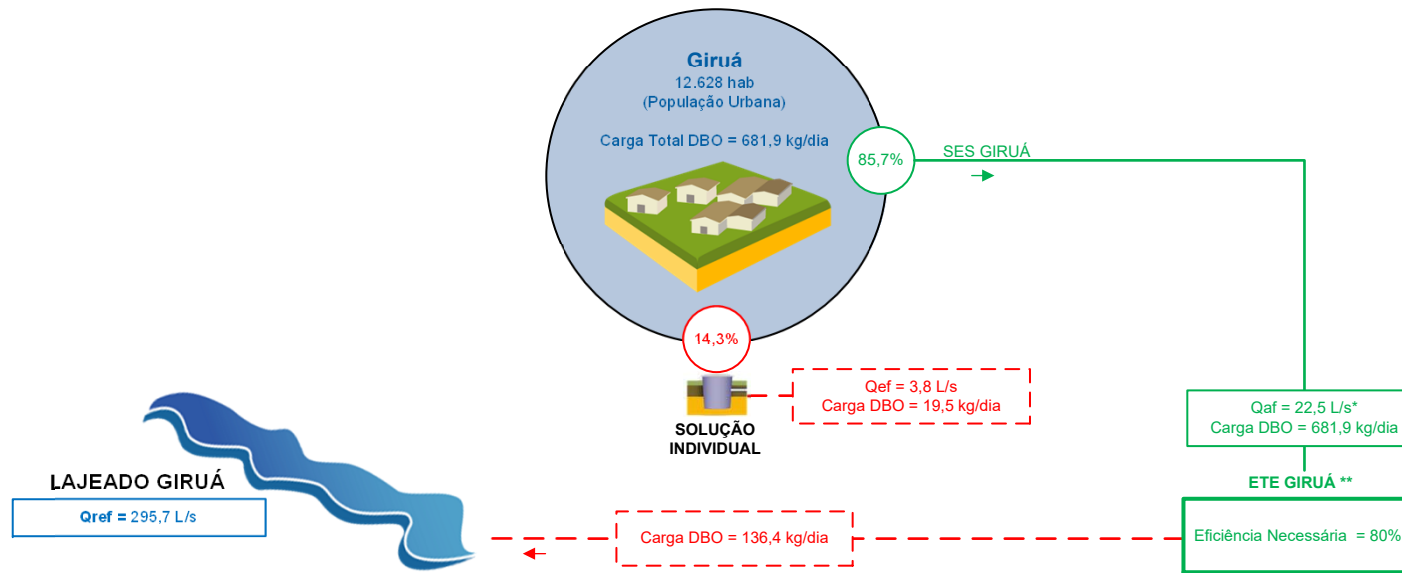 Giruá
12.628 hab
(População Urbana)
Carga Total DBO = 681,9 kg/dia
85,7%
SES GIRUÁ
14,3%
Qef = 3,8 L/s
Carga DBO = 19,5 kg/dia
SOLUÇÃO
INDIVIDUAL
Qaf = 22,5 L/s*
Carga DBO = 681,9 kg/dia
ETE GIRUÁ **
Eficiência Necessária = 80%
LAJEADO GIRUÁ
Qref = 295,7 L/s
Carga DBO = 136,4 kg/dia